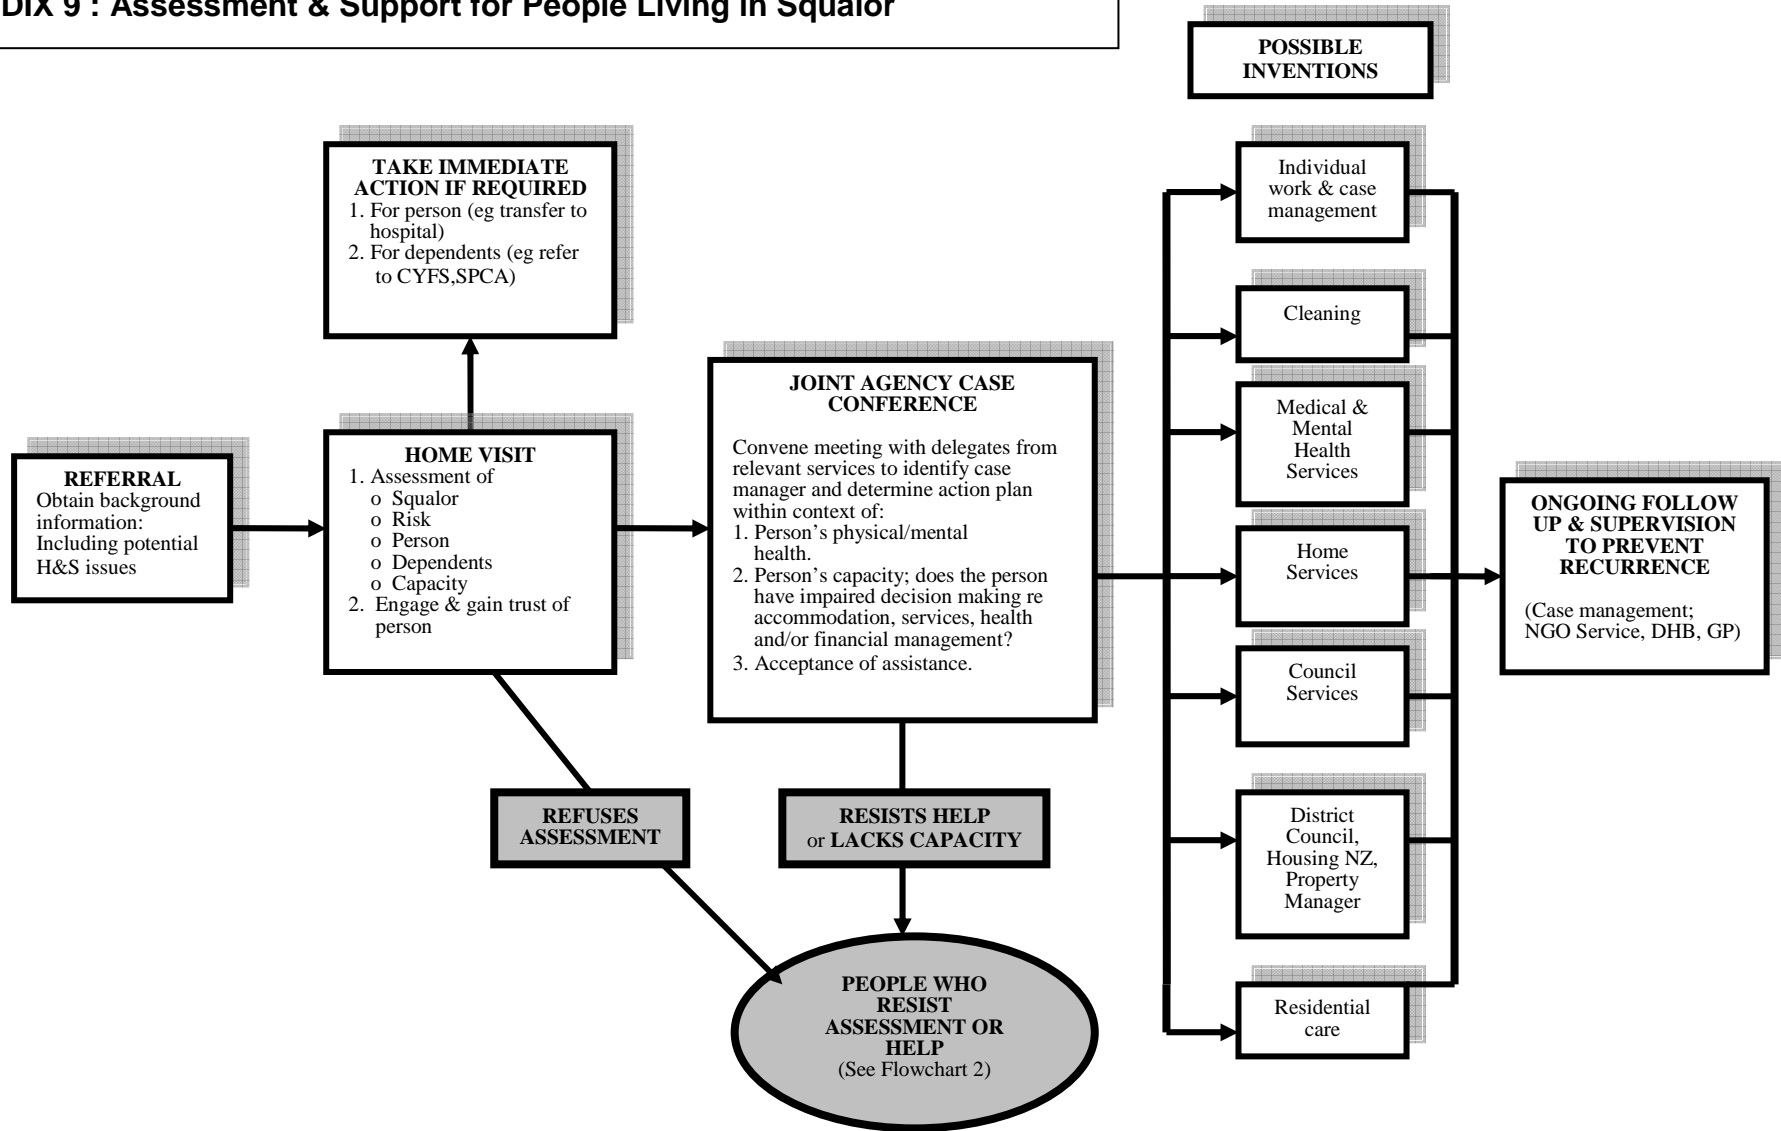 DIX 9 : Assessment & Support for People Living in Squalor
POSSIBLE
INVENTIONS
TAKE IMMEDIATE
ACTION IF REQUIRED
1. For person (eg transfer to
hospital)
2. For dependents (eg refer
to CYFS,SPCA)
REFERRAL
Obtain background
information:
Including potential
H&S issues
HOME VISIT
1. Assessment of
o Squalor
o Risk
o Person
o Dependents
o Capacity
2. Engage & gain trust of
person
JOINT AGENCY CASE
CONFERENCE
Convene meeting with delegates from
relevant services to identify case
manager and determine action plan
within context of:
1. Person's physical/mental
health.
2. Person's capacity; does the person
have impaired decision making re
accommodation, services, health
and/or financial management?
3. Acceptance of assistance.
REFUSES
ASSESSMENT
RESISTS HELP
or LACKS CAPACITY
PEOPLE WHO
RESIST
ASSESSMENT OR
HELP
(See Flowchart 2)
Individual
work & case
management
Cleaning
Medical &
Mental
Health
Services
Home
Services
Council
Services
District
Council,
Housing NZ,
Property
Manager
Residential
care
ONGOING FOLLOW
UP & SUPERVISION
TO PREVENT
RECURRENCE
(Case management;
NGO Service, DHB, GP)